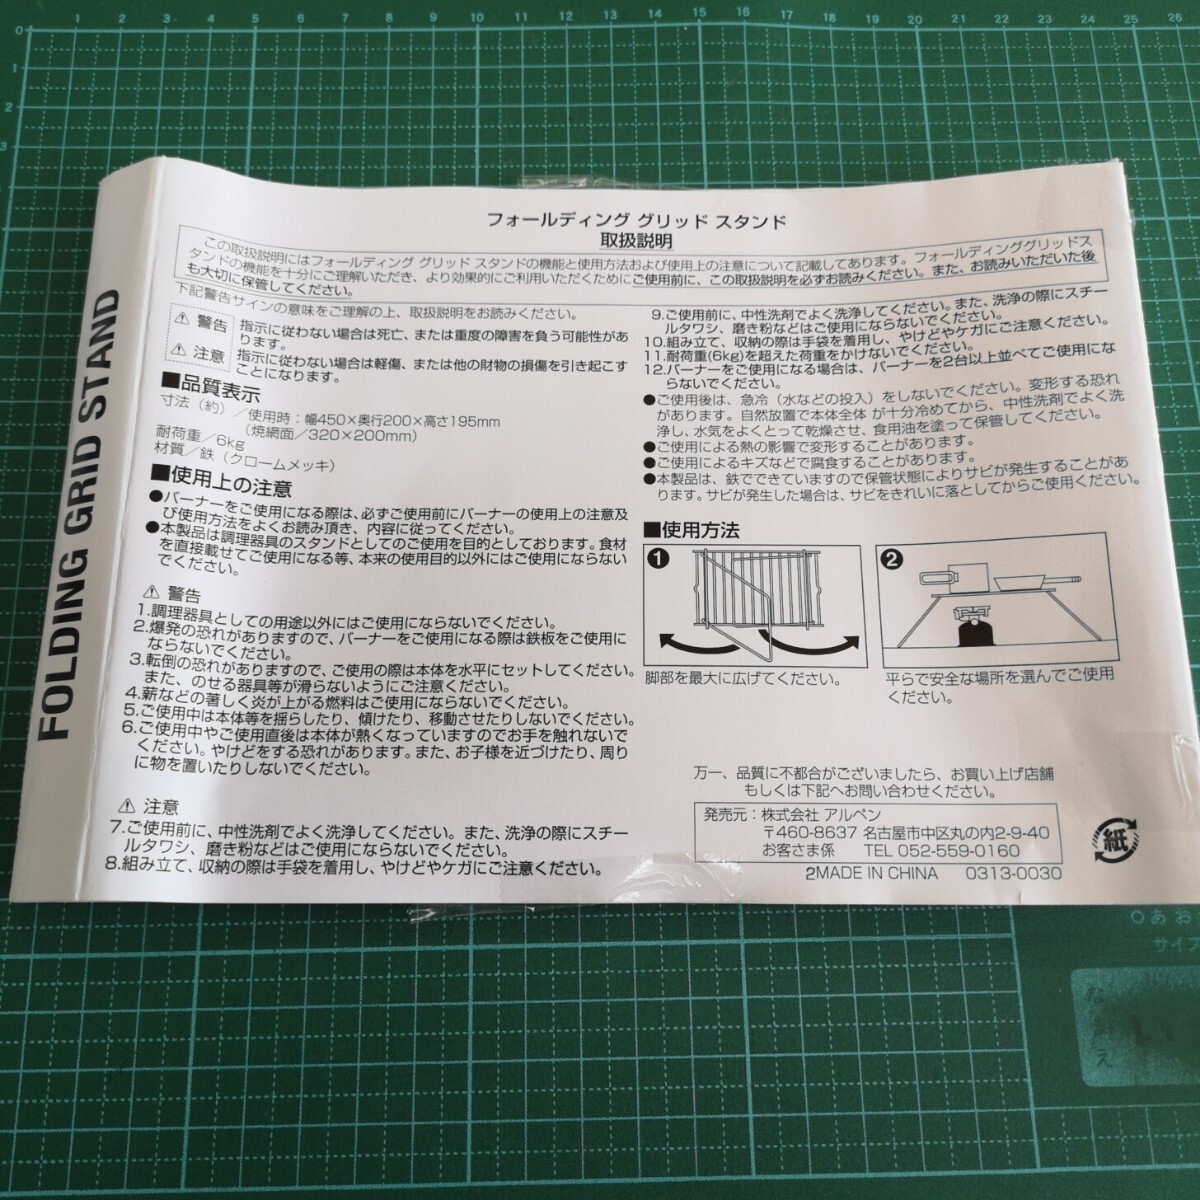 フォールディング グリッド スタンド
取扱説明
この取扱説明にはフォールディング グリッド スタンドの機能と使用方法および使用上の注意について記載してあります。フォールディンググリッドス
タンドの機能を十分にご理解いただき、より効果的にご利用いただくためにご使用前に、この取扱説明を必ずお読みください。また、お読みいただいた後
も大切に保管してください。
下記警告サインの意味をご理解の上、取扱説明をお読みください。
⚠ 警告 指示に従わない場合は死亡、または重度の障害を負う可能性があ
ります。
⚠ 注意 指示に従わない場合は軽傷、または他の財物の損傷を引き起こす
ことになります。
■品質表示
寸法（約）／使用時：幅450×奥行200×高さ195mm
（焼網面／320×200mm）
耐荷重／6kg
材質／鉄（クロームメッキ）
■使用上の注意
●バーナーをご使用になる際は、必ずご使用前にバーナーの使用上の注意及
び使用方法をよくお読み頂き、内容に従ってください。
●本製品は調理器具のスタンドとしてのご使用を目的としております。食材
を直接載せてご使用になる等、本来の使用目的以外にはご使用にならない
でください。
⚠ 警告
1.調理器具としての用途以外にはご使用にならないでください。
2.爆発の恐れがありますので、バーナーをご使用になる際は鉄板をご使用に
ならないでください。
3.転倒の恐れがありますので、ご使用の際は本体を水平にセットしてください。
また、のせる器具等が滑らないようにご注意ください。
4.薪などの著しく炎が上がる燃料はご使用にならないでください。
5.ご使用中は本体等を揺らしたり、傾けたり、移動させたりしないでください。
6.ご使用中やご使用直後は本体が熱くなっていますのでお手を触れないで
ください。やけどをする恐れがあります。また、お子様を近づけたり、周り
に物を置いたりしないでください。
⚠ 注意
7.ご使用前に、中性洗剤でよく洗浄してください。また、洗浄の際にスチー
ルタワシ、磨き粉などはご使用にならないでください。
8.組み立て、収納の際は手袋を着用し、やけどやケガにご注意ください。
9.ご使用前に、中性洗剤でよく洗浄してください。また、洗浄の際にスチー
ルタワシ、磨き粉などはご使用にならないでください。
10.組み立て、収納の際は手袋を着用し、やけどやケガにご注意ください。
11.耐荷重(6kg)を超えた荷重をかけないでください。
12.バーナーをご使用になる場合は、バーナーを2台以上並べてご使用にな
らないでください。
●ご使用後は、急冷（水などの投置）をしないでください。変形する恐れ
があります。自然放置で本体全体 が十分冷めてから、中性洗剤でよく洗
浄し、水気をよくとって乾燥させ、食用油を塗って保管してください。
●ご使用による熱の影響で変形することがあります。
●ご使用によるキズなどで腐食することがあります。
●本製品は、鉄でできていますので保管状態によりサビが発生することがあ
ります。サビが発生した場合は、サビをきれいに落としてからご使用ください。
■使用方法
1
脚部を最大に広げてください。
2
平らで安全な場所を選んでご使用
ください。
万一、品質に不都合がございましたら、お買い上げ店舗
もしくは下記へお問い合わせください。
発売元：株式会社 アルペン
〒460-8637 名古屋市中区丸の内2-9-40
お客さま係 TEL 052-559-0160
2MADE IN CHINA 0313-0030
紙
FOLDING GRID STAND
0 1 2 3 4 5 6 7 8 9 10 11 12 13 14 15 16 17 18 19 20 21 22 23 24 25 26
1
2
3